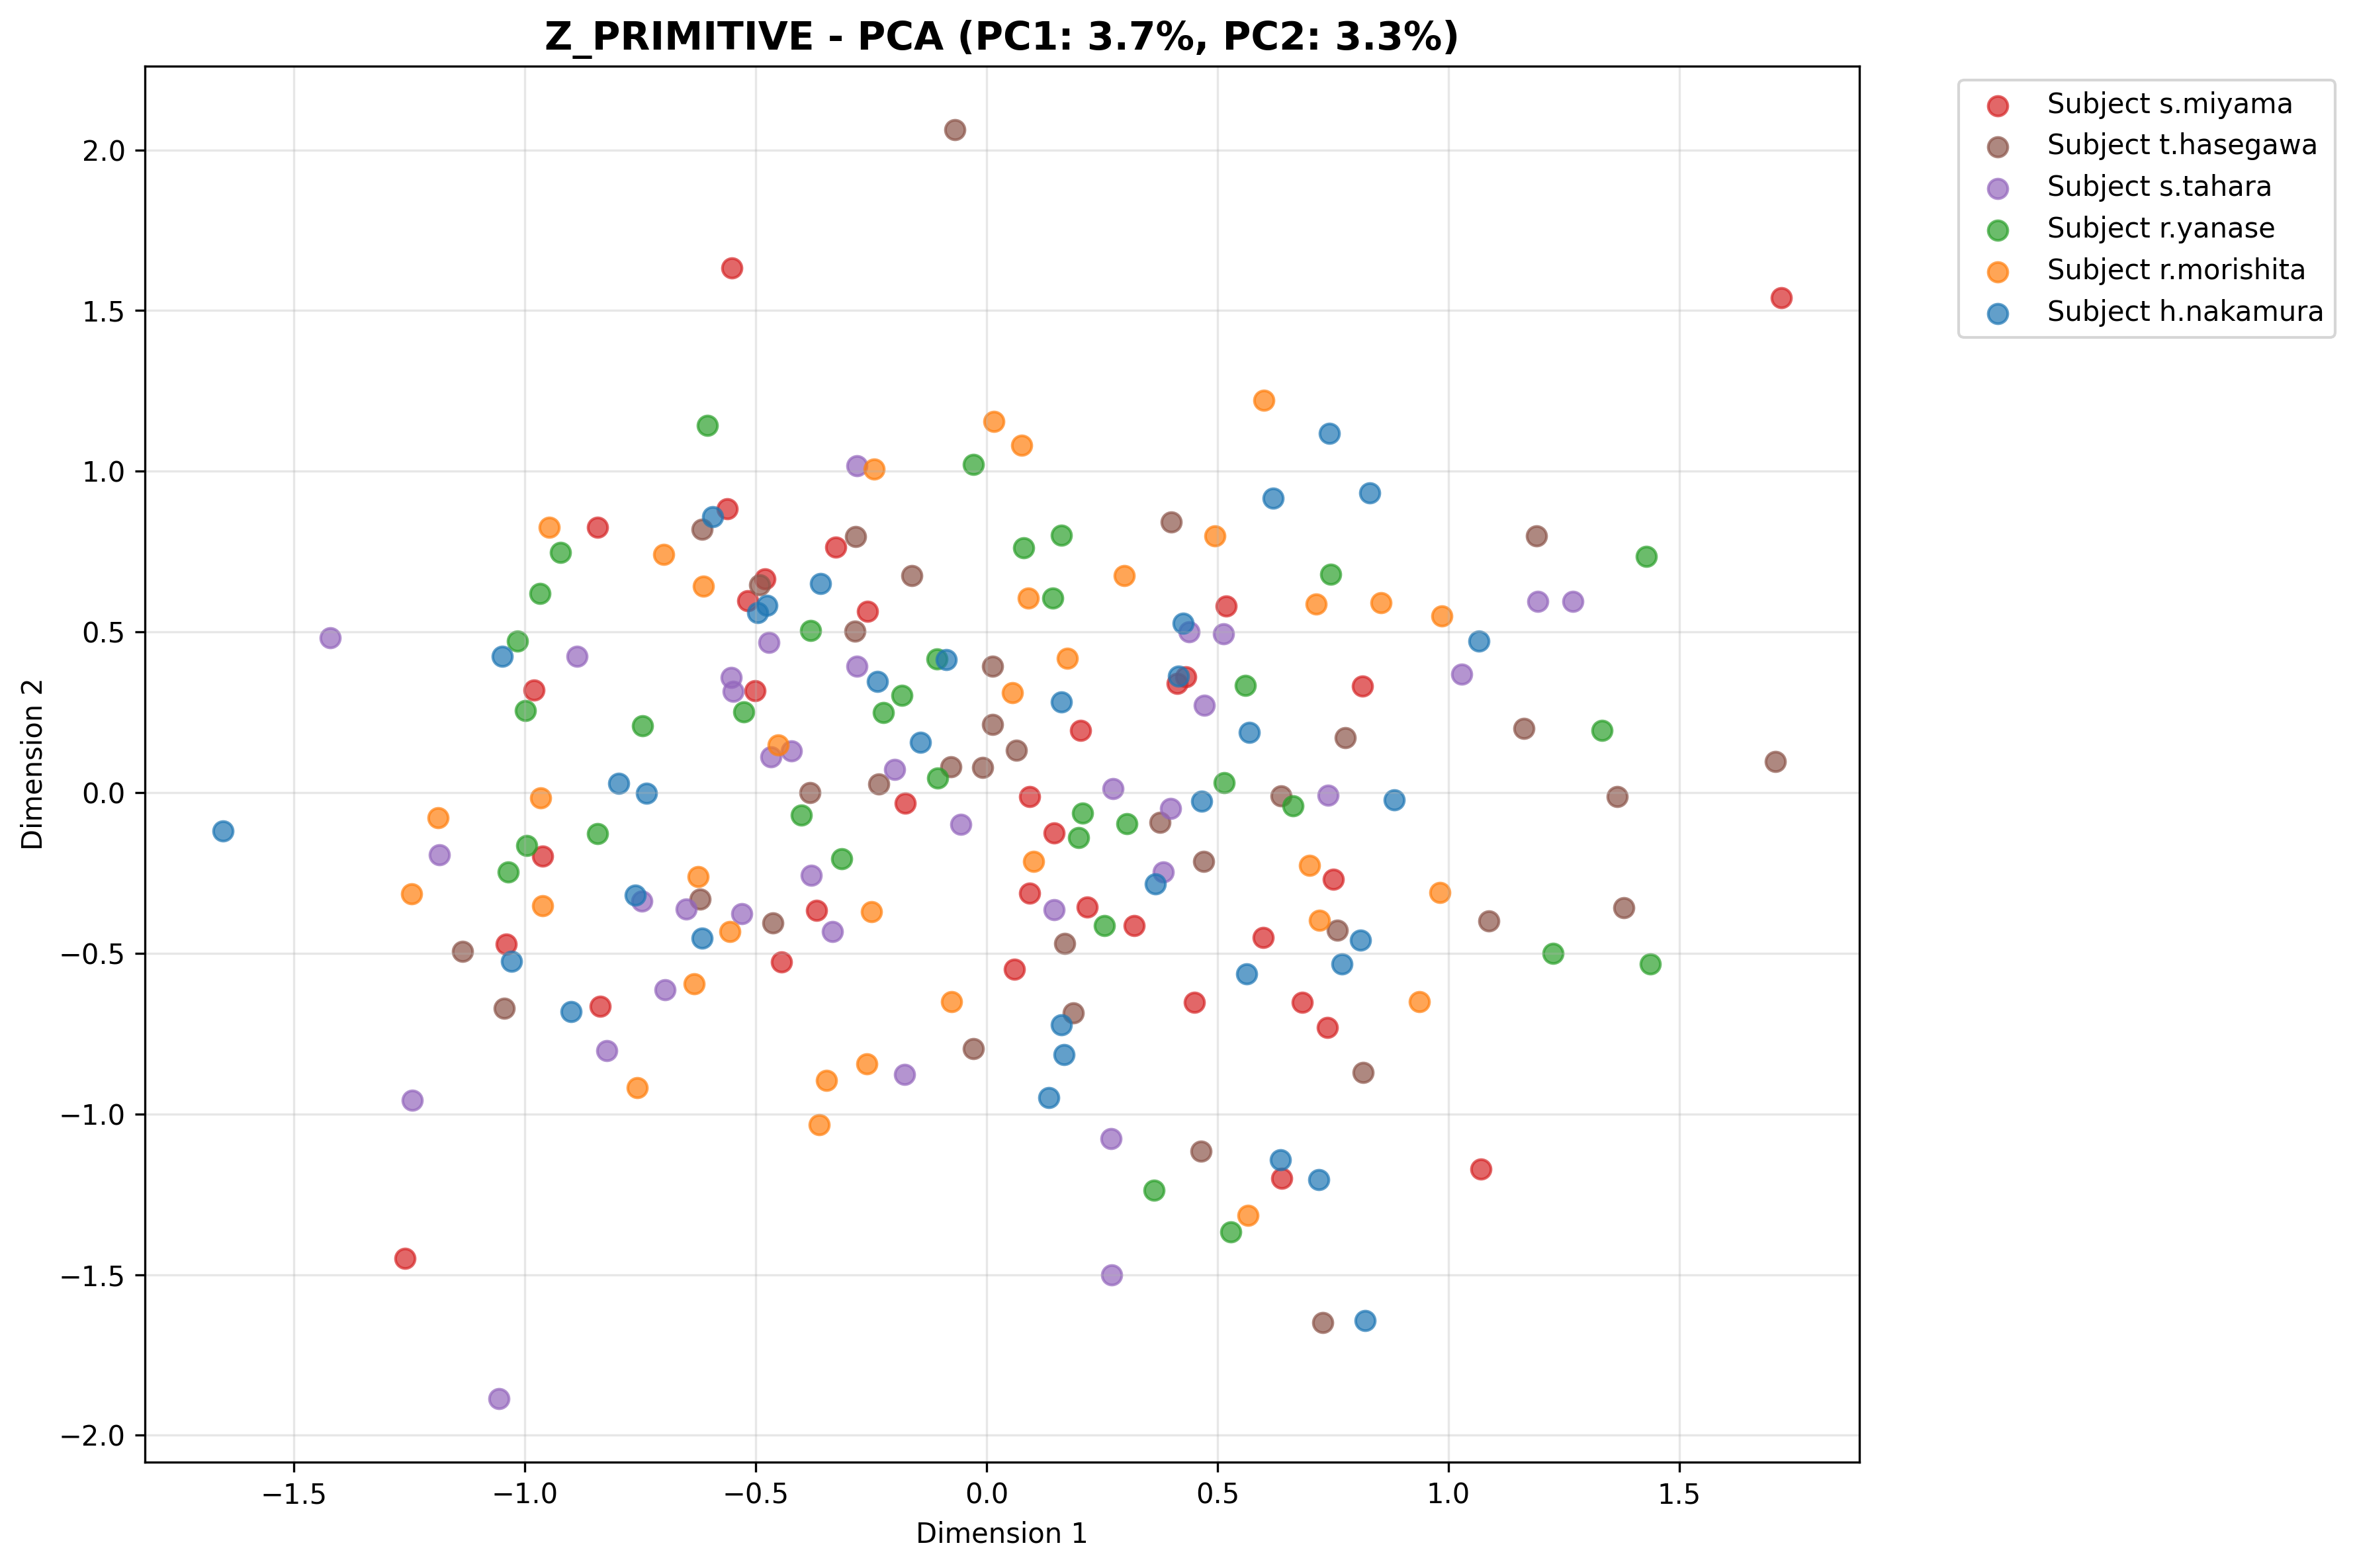 Z_PRIMITIVE - PCA (PC1: 3.7%, PC2: 3.3%)
Subject s.miyama
Subject t.hasegawa
Subject s.tahara
Subject r.yanase
Subject r.morishita
Subject h.nakamura
Dimension 2
2.0
1.5
1.0
0.5
0.0
−0.5
−1.0
−1.5
−2.0
−1.5 −1.0 −0.5 0.0 0.5 1.0 1.5
Dimension 1